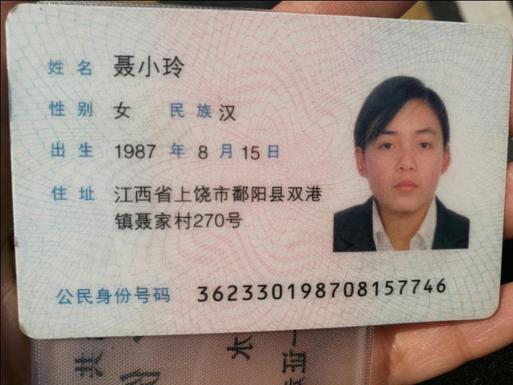 姓名 聂小玲
性别 女 民族 汉
出生 1987 年 8 月 15 日
住址 江西省上饶市鄱阳县双港
镇聂家村270号
公民身份号码 362330198708157746